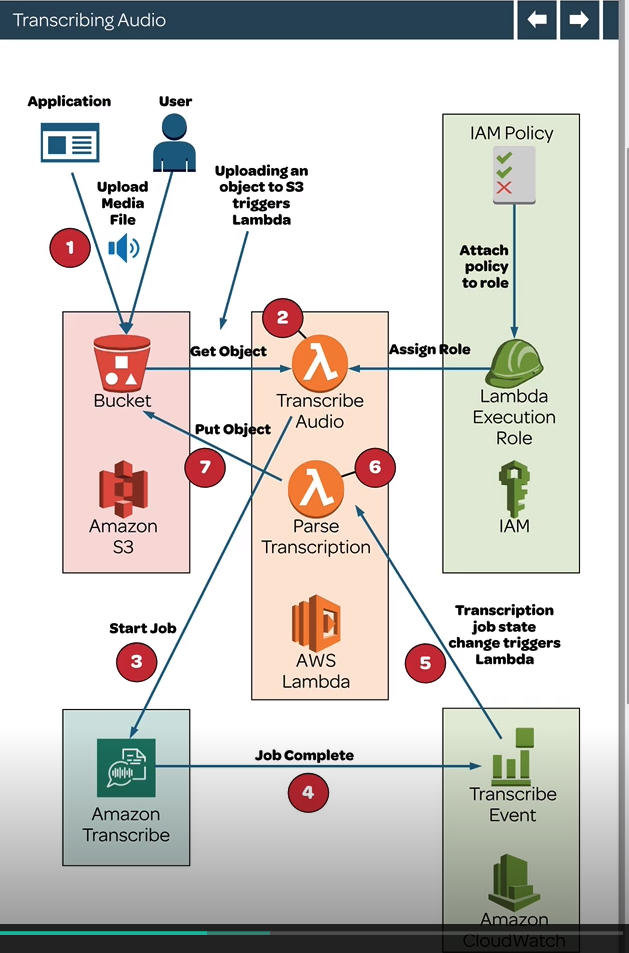 Transcribing Audio
Application
User
Upload
Media
File
1
Uploading an
object to S3
triggers
Lambda
IAM Policy
Attach
policy
to role
2
Get Object
Assign Role
Bucket
Transcribe
Audio
Lambda
Execution
Role
Put Object
7
6
Amazon
S3
Parse
Transcription
IAM
Start Job
3
AWS
Lambda
Transcription
job state
change triggers
Lambda
5
Job Complete
4
Amazon
Transcribe
Transcribe
Event
Amazon
CloudWatch